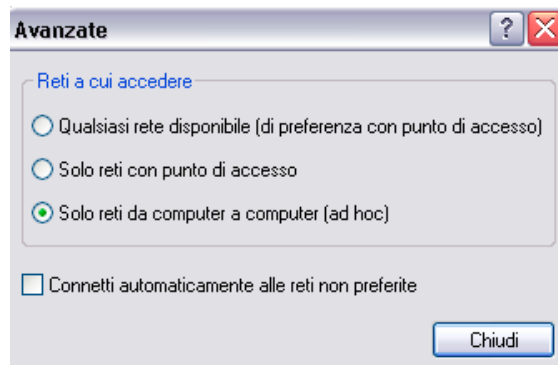 Avanzate
Reti a cui accedere
Qualsiasi rete disponibile (di preferenza con punto di accesso)
Solo reti con punto di accesso
Solo reti da computer a computer (ad hoc)
Connetti automaticamente alle reti non preferite
Chiudi